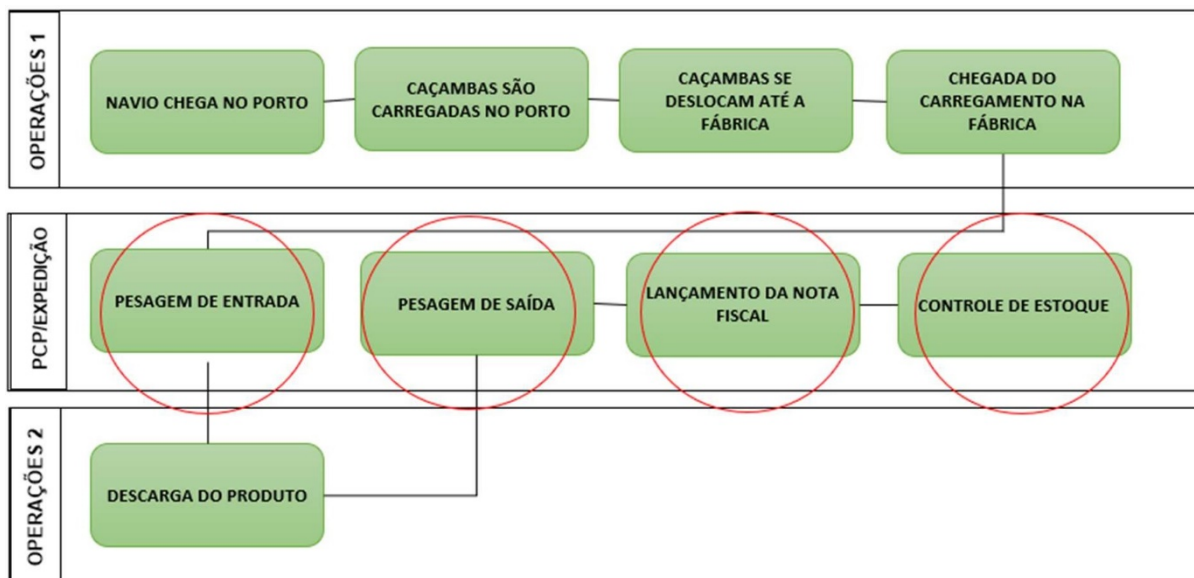 OPERAÇÕES 1
NAVIO CHEGA NO PORTO
CAÇAMBAS SÃO
CARREGADAS NO PORTO
CAÇAMBAS SE
DESLOCAM ATÉ A
FÁBRICA
CHEGADA DO
CARREGAMENTO NA
FÁBRICA
PCP/EXPEDIÇÃO
PESAGEM DE ENTRADA
PESAGEM DE SAÍDA
LANÇAMENTO DA NOTA
FISCAL
CONTROLE DE ESTOQUE
OPERAÇÕES 2
DESCARGA DO PRODUTO